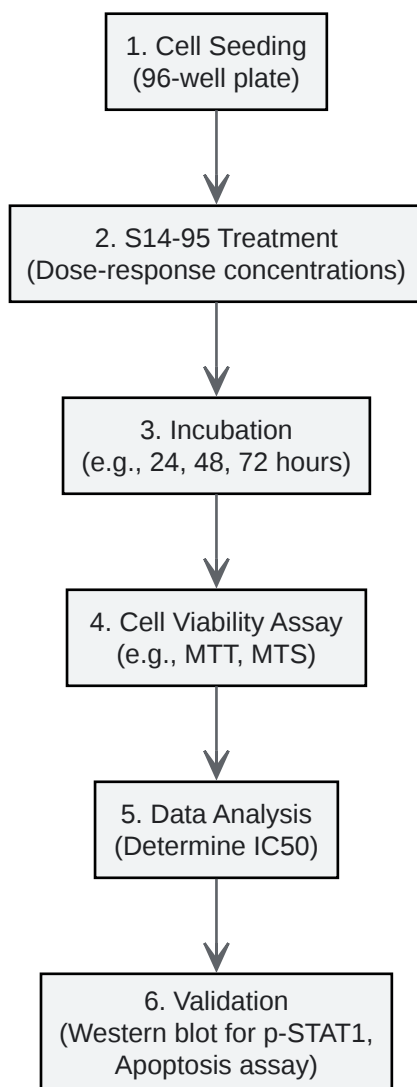 1. Cell Seeding
(96-well plate)
2. S14-95 Treatment
(Dose-response concentrations)
3. Incubation
(e.g., 24, 48, 72 hours)
4. Cell Viability Assay
(e.g., MTT, MTS)
5. Data Analysis
(Determine IC50)
6. Validation
(Western blot for p-STAT1,
Apoptosis assay)